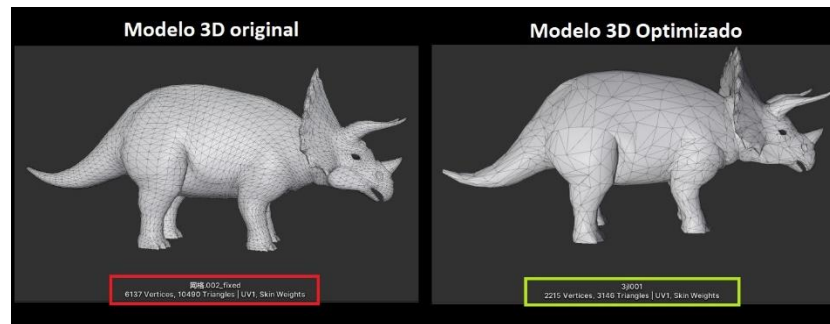 Modelo 3D original
Modelo 3D Optimizado
网格.002_fixed
6137 Vertices, 10490 Triangles | UV1, Skin Weights
3jl001
2215 Vertices, 3146 Triangles | UV1, Skin Weights